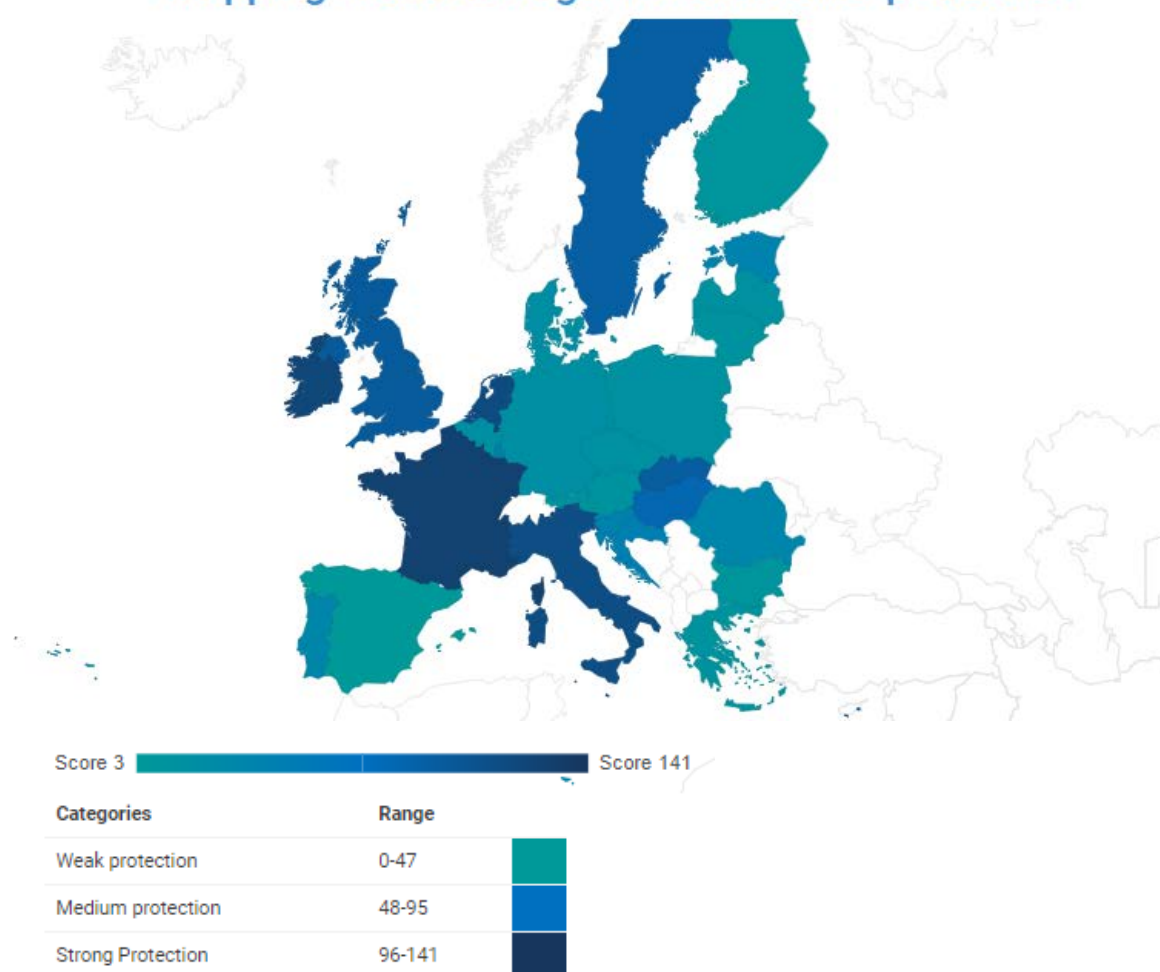 Score 3 Score 141
Categories Range
Weak protection 0-47
Medium protection 48-95
Strong Protection 96-141